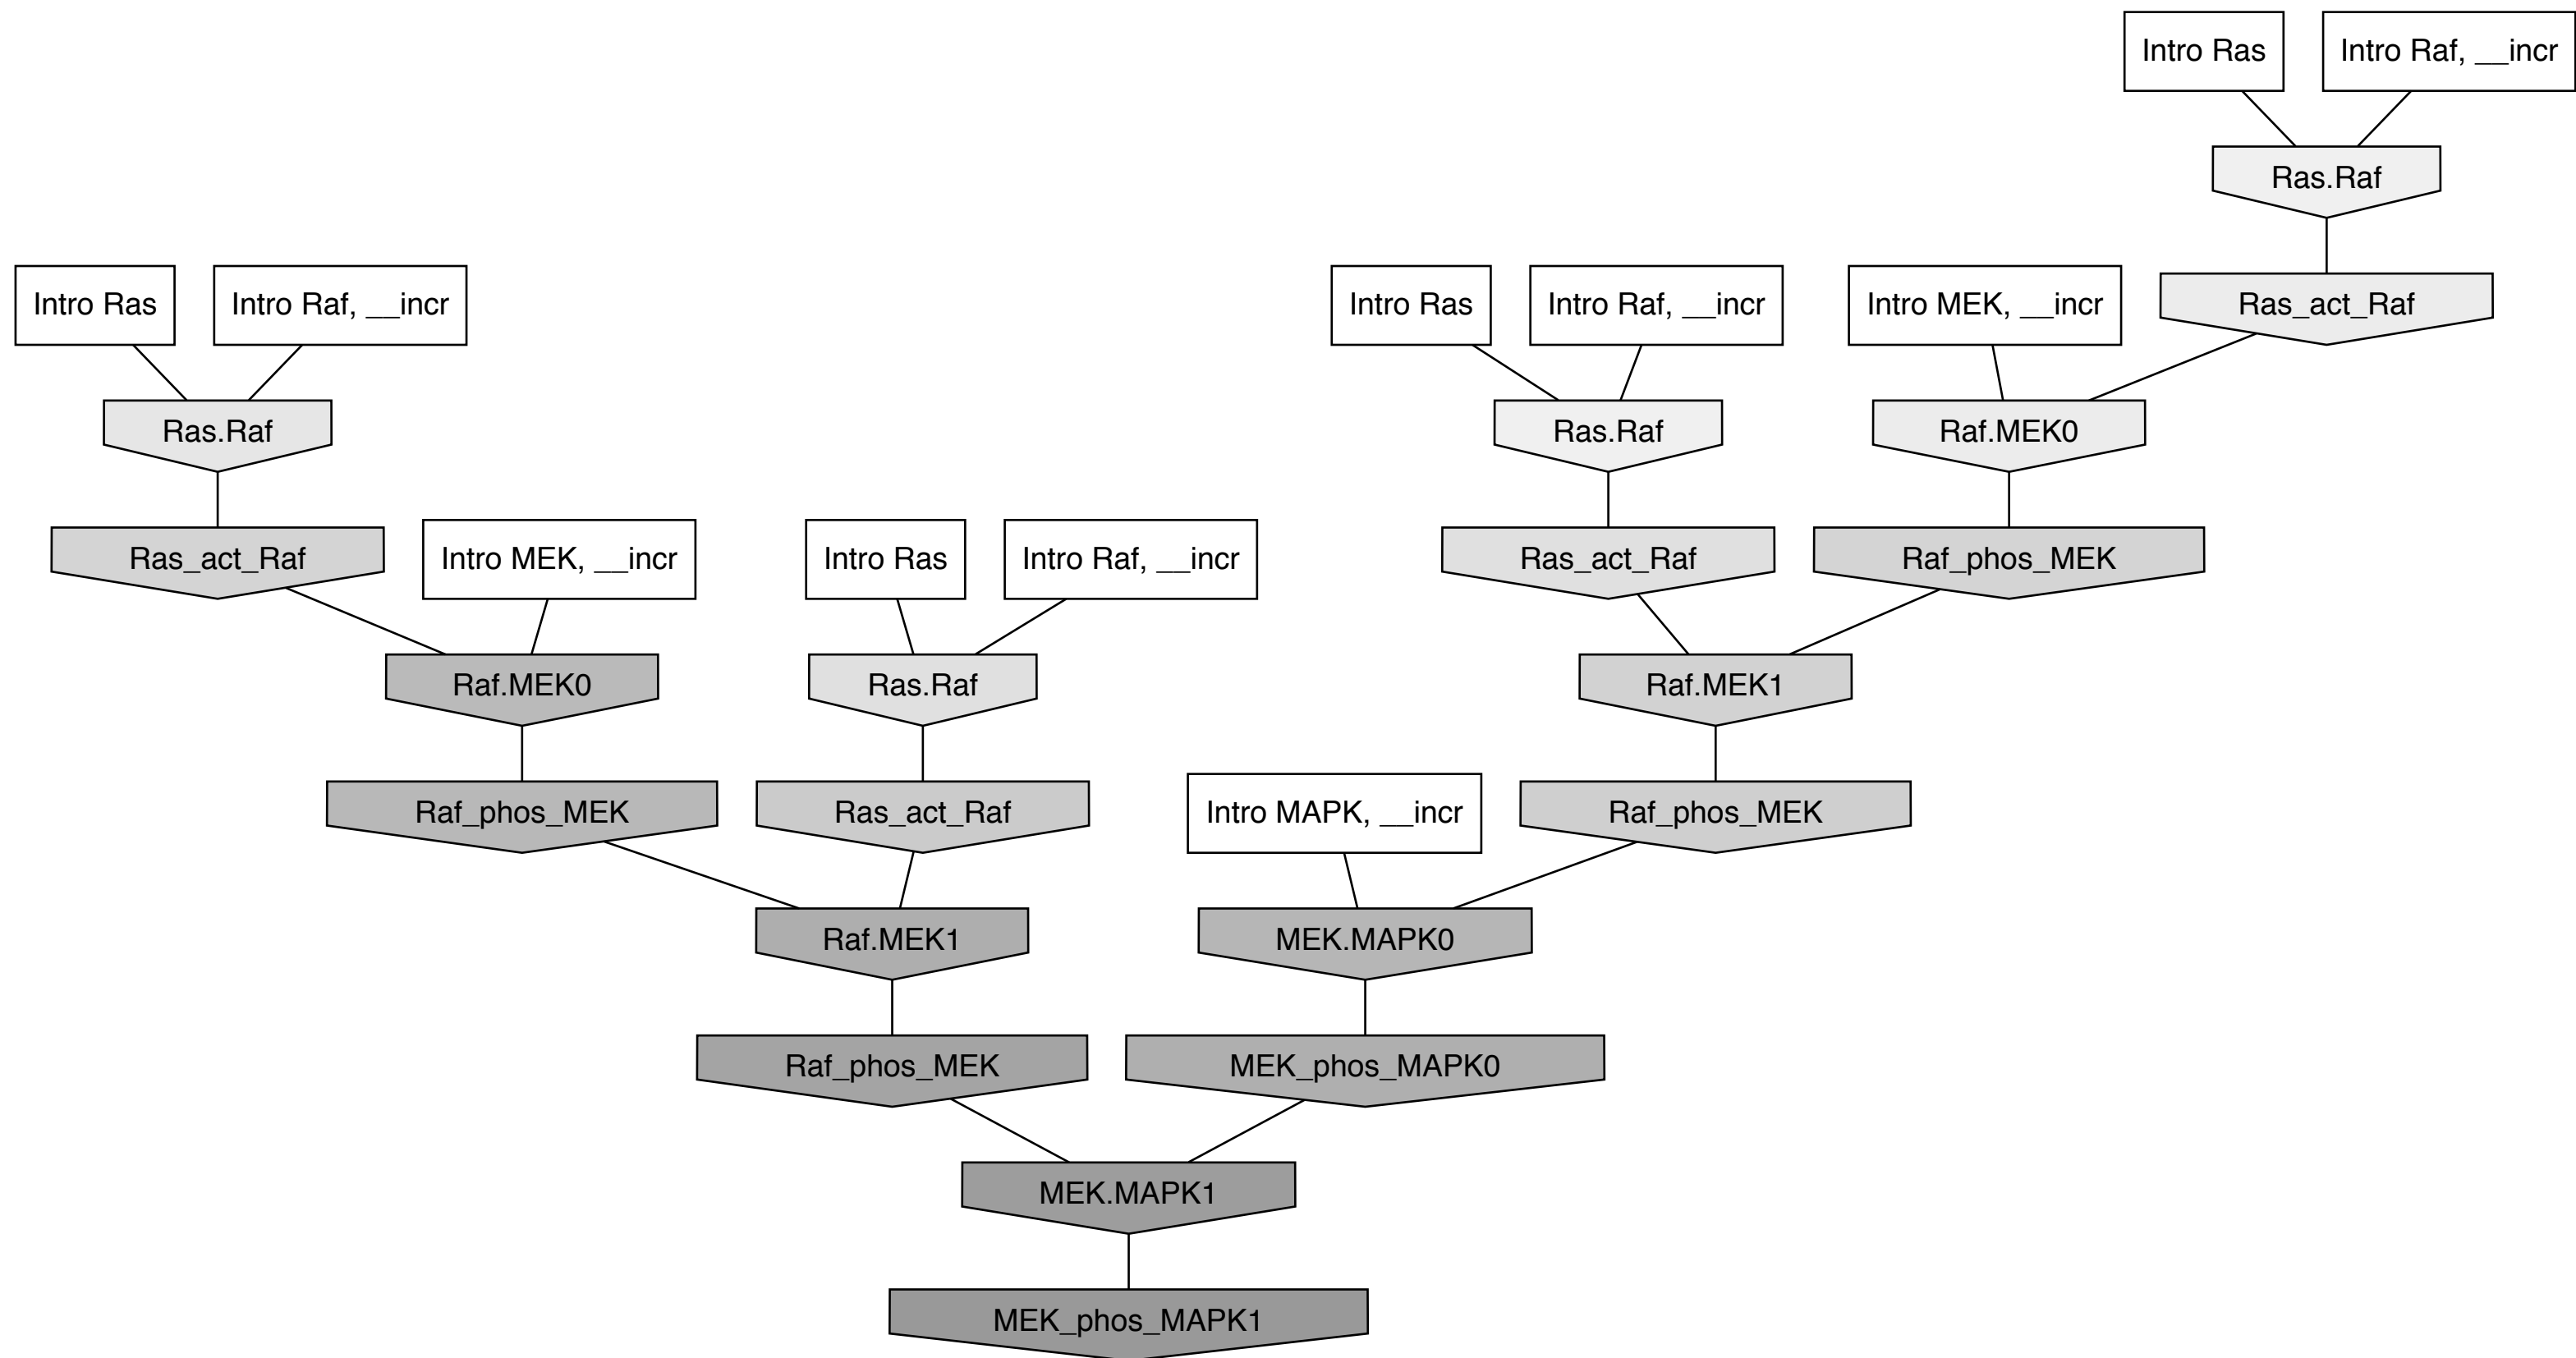 Intro Ras
Intro Raf, __incr
Ras.Raf
Intro Ras
Intro Raf, __incr
Intro Ras
Intro Raf, __incr
Intro MEK, __incr
Ras_act_Raf
Ras.Raf
Ras.Raf
Raf.MEK0
Ras_act_Raf
Intro MEK, __incr
Intro Ras
Intro Raf, __incr
Ras_act_Raf
Raf_phos_MEK
Raf.MEK0
Ras.Raf
Raf.MEK1
Raf_phos_MEK
Ras_act_Raf
Intro MAPK, __incr
Raf_phos_MEK
Raf.MEK1
MEK.MAPK0
Raf_phos_MEK
MEK_phos_MAPK0
MEK.MAPK1
MEK_phos_MAPK1